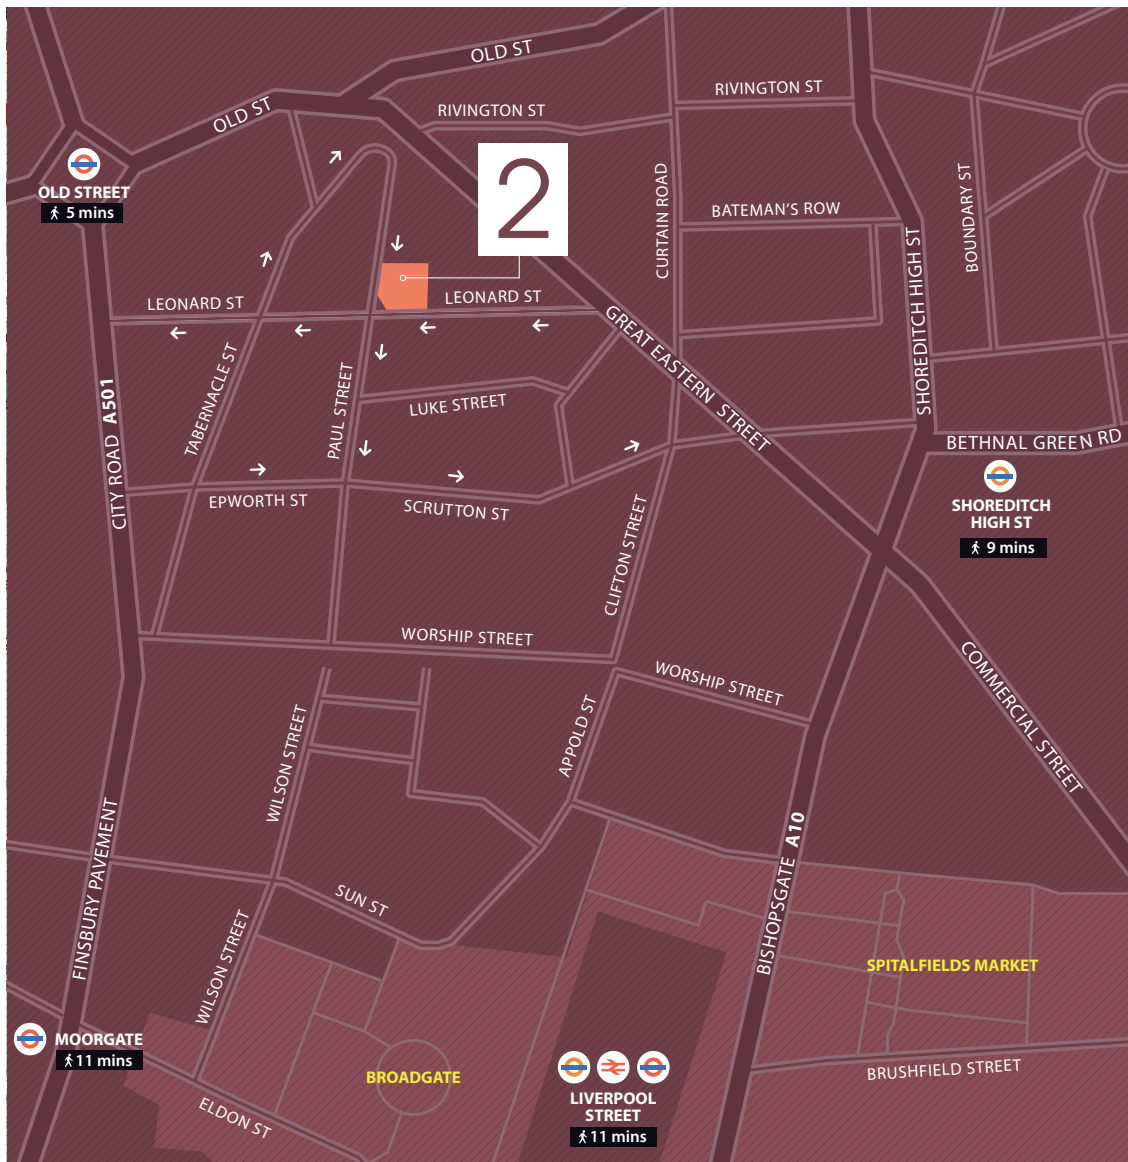 OLD ST
OLD ST
RIVINGTON ST
RIVINGTON ST
OLD STREET
5 mins
2
CURTAIN ROAD
BATEMAN'S ROW
BOUNDARY ST
SHOREDITCH HIGH ST
LEONARD ST
LEONARD ST
GREAT EASTERN STREET
TABERNACLE ST
PAUL STREET
LUKE STREET
CITY ROAD A501
BETHNAL GREEN RD
EPWORTH ST
SCRUTTON ST
SHOREDITCH
HIGH ST
9 mins
CLIFTON STREET
WORSHIP STREET
WORSHIP STREET
COMMERCIAL STREET
WILSON STREET
APPOLD ST
FINSBURY PAVEMENT
BISHOPSGATE A10
SUN ST
WILSON STREET
SPITALFIELDS MARKET
MOORGATE
11 mins
BROADGATE
BRUSHFIELD STREET
LIVERPOOL
STREET
11 mins
ELDON ST